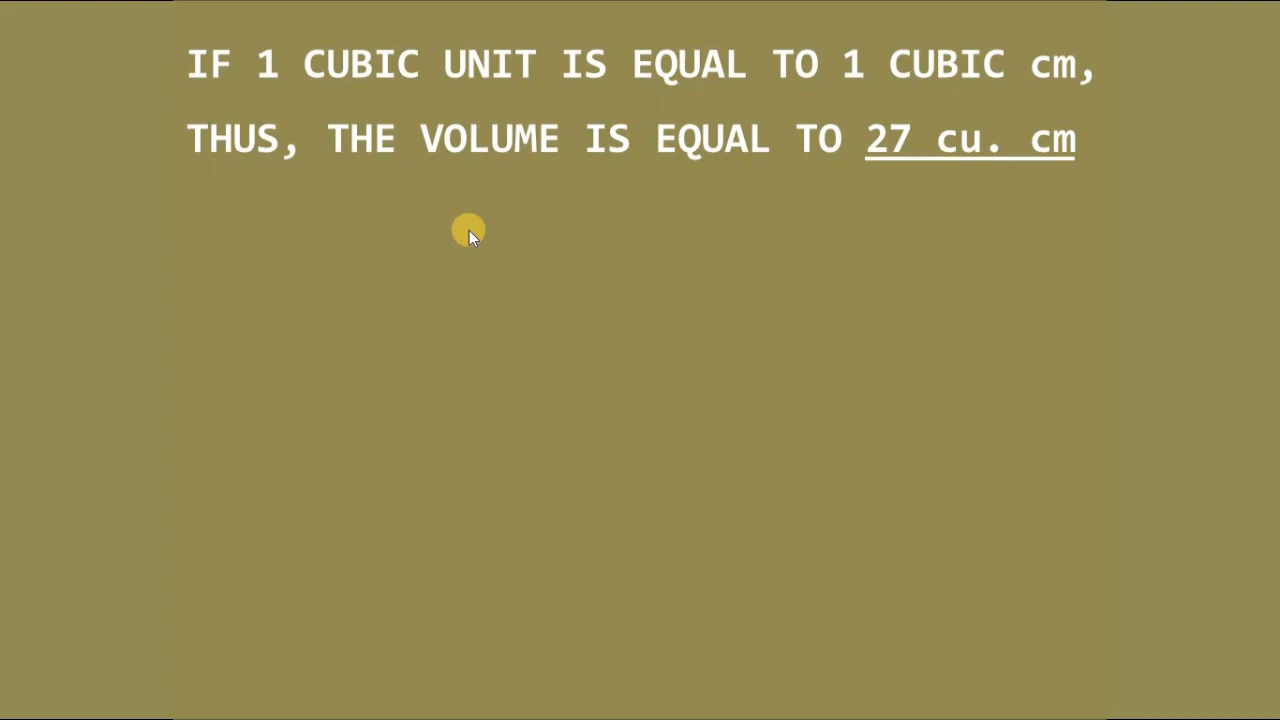 IF 1 CUBIC UNIT IS EQUAL TO 1 CUBIC cm,
THUS, THE VOLUME IS EQUAL TO 27 cu. cm